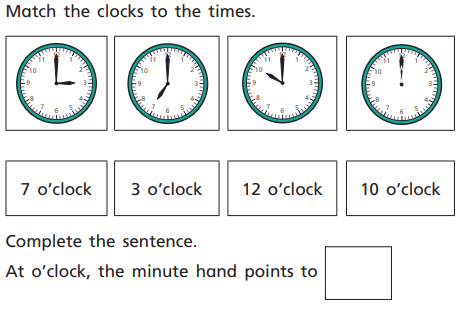 Match the clocks to the times.
7 o'clock 3 o'clock 12 o'clock 10 o'clock
Complete the sentence.
At o'clock, the minute hand points to